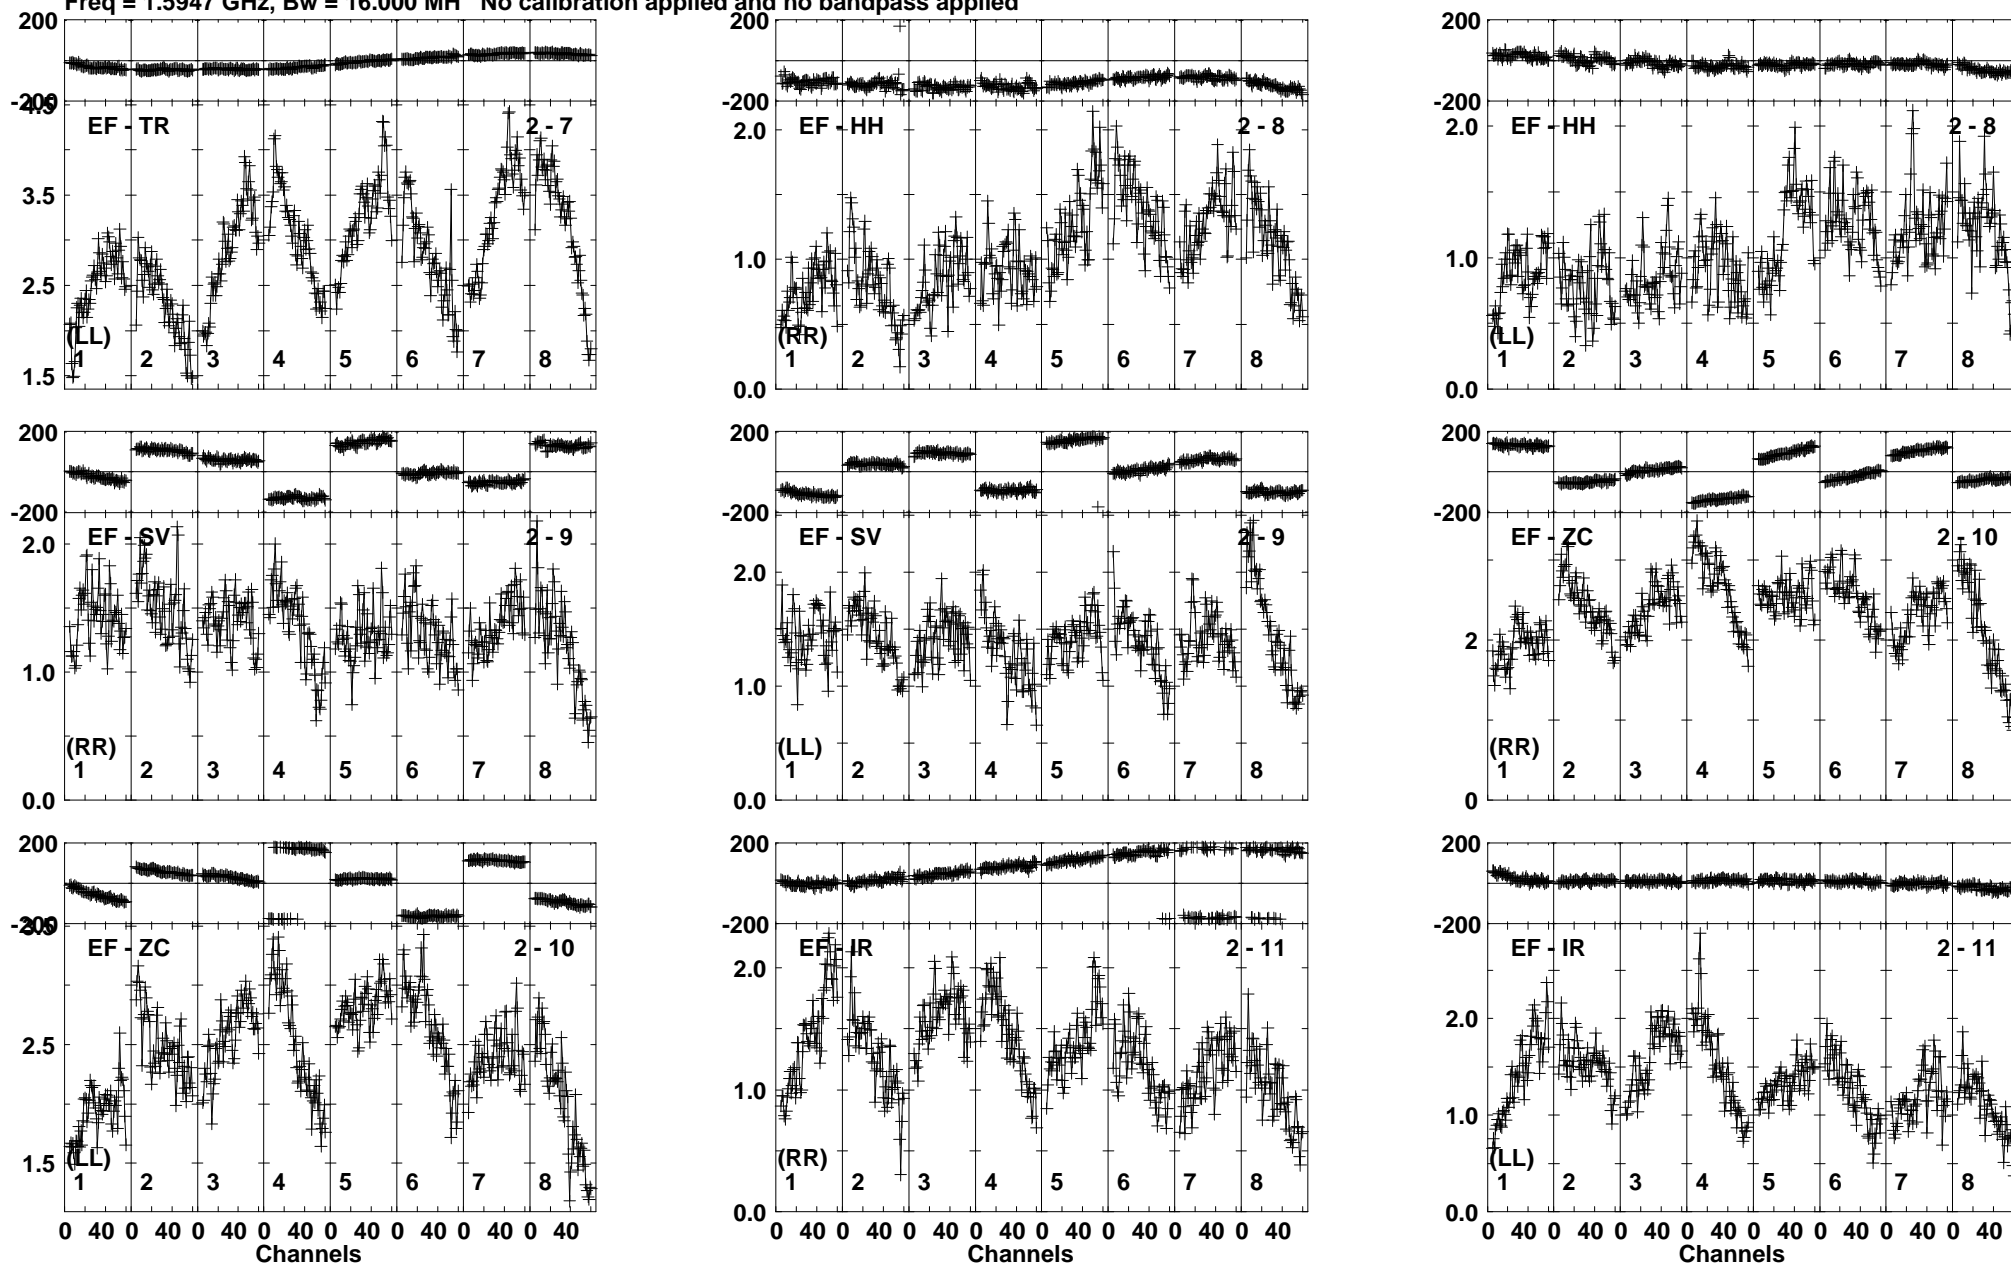 Freq = 1.5947 GHz, Bw = 16.000 MH No calibration applied and no bandpass applied
200 200 200
-200 -200 -200
4.5 EF - TR 2 - 7 2.0 EF - HH 2 - 8 2.0 EF - HH 2 - 8
3.5
1.0 1.0
2.5
(LL) (RR) (LL)
1 2 3 4 5 6 7 8 1 2 3 4 5 6 7 8 1 2 3 4 5 6 7 8
1.5 0.0 0.0
200 200 200
-200 -200 -200
EF - SV 2 - 9 EF - SV 2 - 9 EF - ZC 2 - 10
2.0 2.0
2
1.0 1.0
(RR) (LL) (RR)
1 2 3 4 5 6 7 8 1 2 3 4 5 6 7 8 1 2 3 4 5 6 7 8
0.0 0.0 0
200 200 200
-200 -200 -200
3.5 EF - ZC 2 - 10 EF - IR 2 - 11 EF - IR 2 - 11
2.0 2.0
2.5
1.0 1.0
1.5 (LL) (RR) (LL)
1 2 3 4 5 6 7 8 1 2 3 4 5 6 7 8 1 2 3 4 5 6 7 8
0.0 0.0
0 40 0 40 0 40 0 40 0 40 0 40 0 40 0 40 0 40 0 40 0 40 0 40 0 40 0 40 0 40 0 40 0 40 0 40 0 40 0 40 0 40 0 40 0 40 0 40
Channels Channels Channels